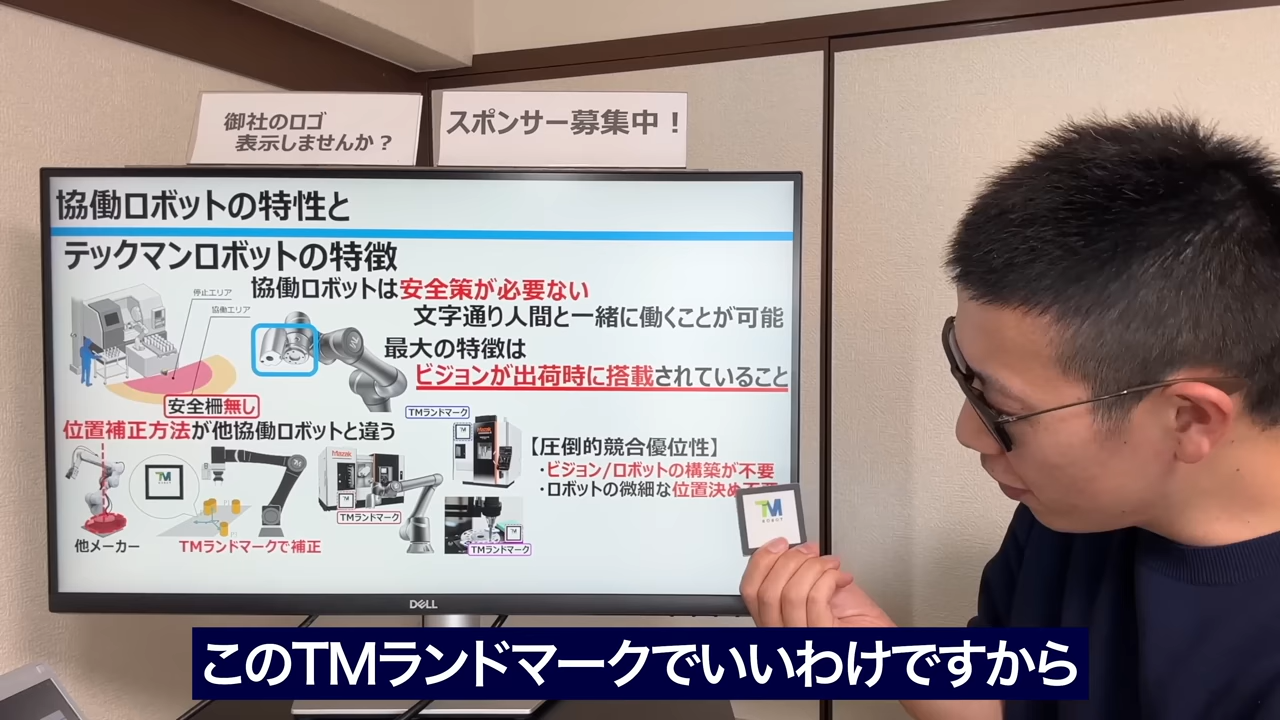 御社のロゴ
表示しませんか？
スポンサー募集中！
協働ロボットの特性と
テックマンロボットの特徴
停止エリア
協働エリア
安全柵無し
協働ロボットは安全策が必要ない
文字通り人間と一緒に働くことが可能
最大の特徴は
ビジョンが出荷時に搭載されていること
位置補正方法が他協働ロボットと違う
他メーカー
TM
ROBOT
TMランドマークで補正
Mazak
TMランドマーク
TMランドマーク
TMランドマーク
【圧倒的競合優位性】
・ビジョン/ロボットの構築が不要
・ロボットの微細な位置決め不要
TM
ROBOT
DELL
このTMランドマークでいいわけですから